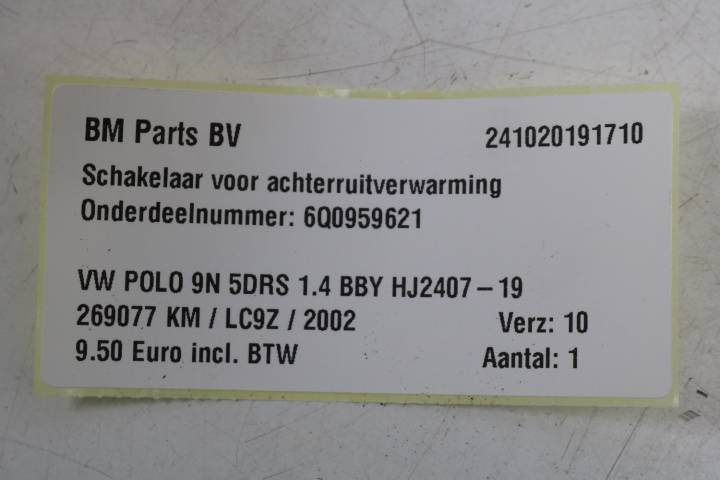 BM Parts BV 241020191710
Schakelaar voor achterruitverwarming
Onderdeelnummer: 6Q0959621
VW POLO 9N 5DRS 1.4 BBY HJ2407-19
269077 KM / LC9Z / 2002 Verz: 10
9.50 Euro incl. BTW Aantal: 1